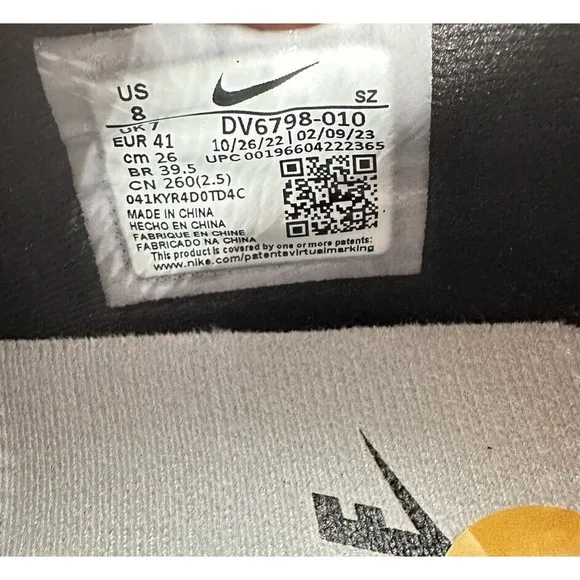 US
8
SZ
UK 7
DV6798-010
EUR 41
10/26/22 | 02/09/23
cm 26
UPC 00196604222365
BR 39.5
CN 260(2.5)
041KYR4D0TD4C
MADE IN CHINA
HECHO EN CHINA
FABRIQUE EN CHINE
FABRICADO NA CHINA
This product is covered by one or more patents:
www.nike.com/patentsvirtualmarking